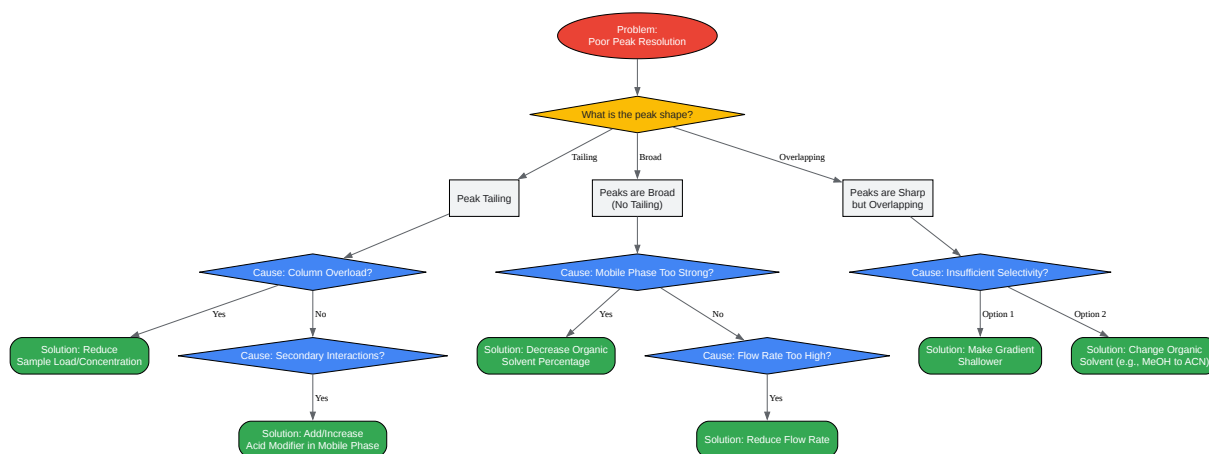 Problem:
Poor Peak Resolution
What is the peak shape?
Tailing
Broad
Overlapping
Peak Tailing
Peaks are Broad
(No Tailing)
Peaks are Sharp
but Overlapping
Cause: Column Overload?
Cause: Mobile Phase Too Strong?
Cause: Insufficient Selectivity?
Yes
No
Yes
No
Option 1
Option 2
Solution: Reduce
Sample Load/Concentration
Cause: Secondary Interactions?
Solution: Decrease Organic
Solvent Percentage
Cause: Flow Rate Too High?
Solution: Make Gradient
Shallower
Solution: Change Organic
Solvent (e.g., MeOH to ACN)
Yes
Yes
Solution: Add/Increase
Acid Modifier in Mobile Phase
Solution: Reduce Flow Rate